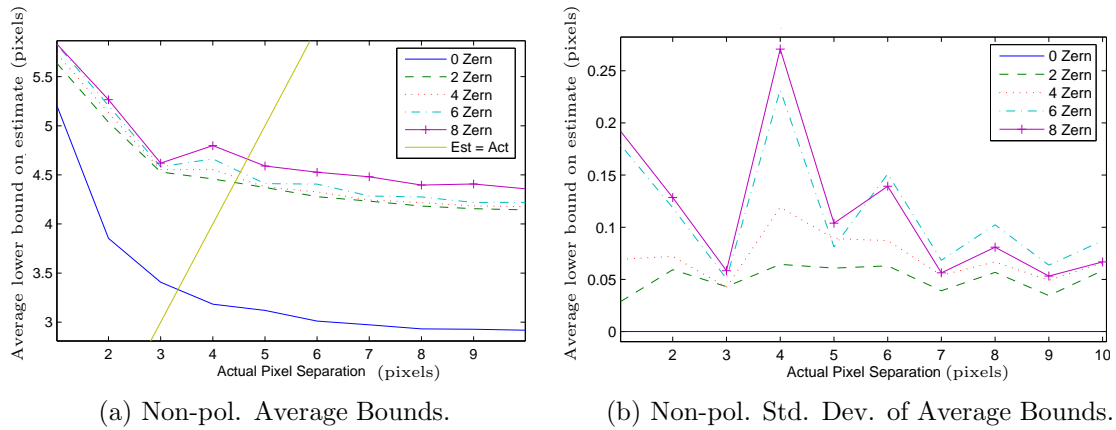 Average lower bound on estimate (pixels)
5.5
5
4.5
4
3.5
3
2 3 4 5 6 7 8 9
Actual Pixel Separation (pixels)
0 Zern
2 Zern
4 Zern
6 Zern
8 Zern
Est = Act
(a) Non-pol. Average Bounds.
Average lower bound on estimate (pixels)
0.25
0.2
0.15
0.1
0.05
0
2 3 4 5 6 7 8 9 10
Actual Pixel Separation (pixels)
0 Zern
2 Zern
4 Zern
6 Zern
8 Zern
(b) Non-pol. Std. Dev. of Average Bounds.